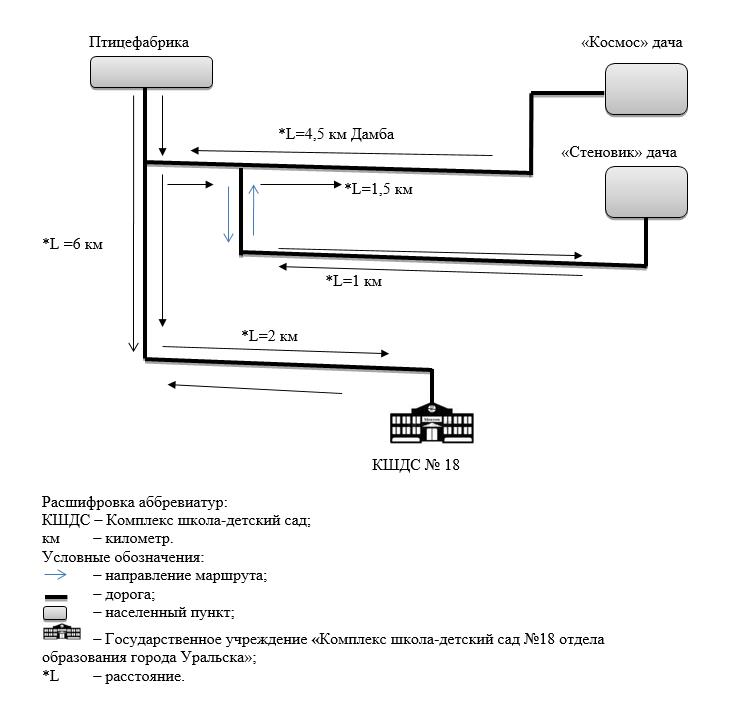 Птицефабрика
«Космос» дача
*L=4,5 км Дамба
«Стеновик» дача
*L=1,5 км
*L =6 км
*L=1 км
*L=2 км
КШДС № 18
Расшифровка аббревиатур:
КШДС – Комплекс школа-детский сад;
км – километр.
Условные обозначения:
– направление маршрута;
– дорога;
– населенный пункт;
– Государственное учреждение «Комплекс школа-детский сад №18 отдела
образования города Уральска»;
*L – расстояние.